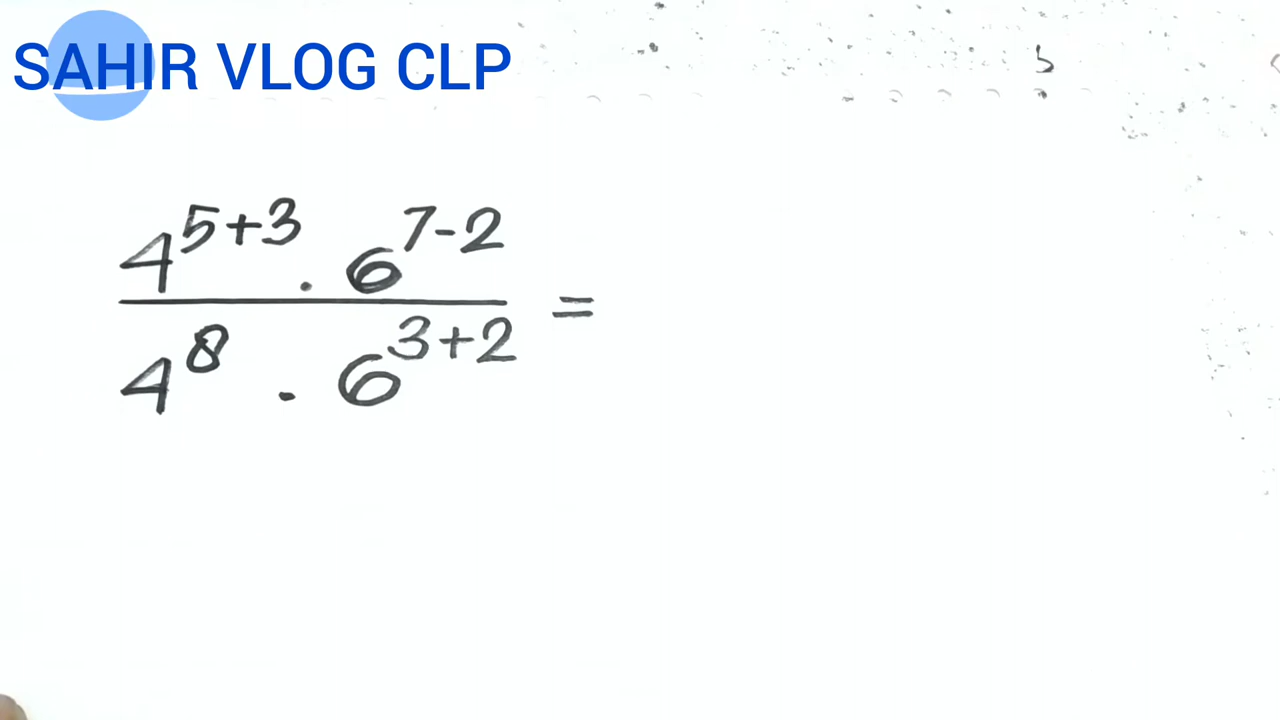 SAHIR VLOG CLP
4^{5+3} . 6^{7-2}
4^8 . 6^{3+2}
=